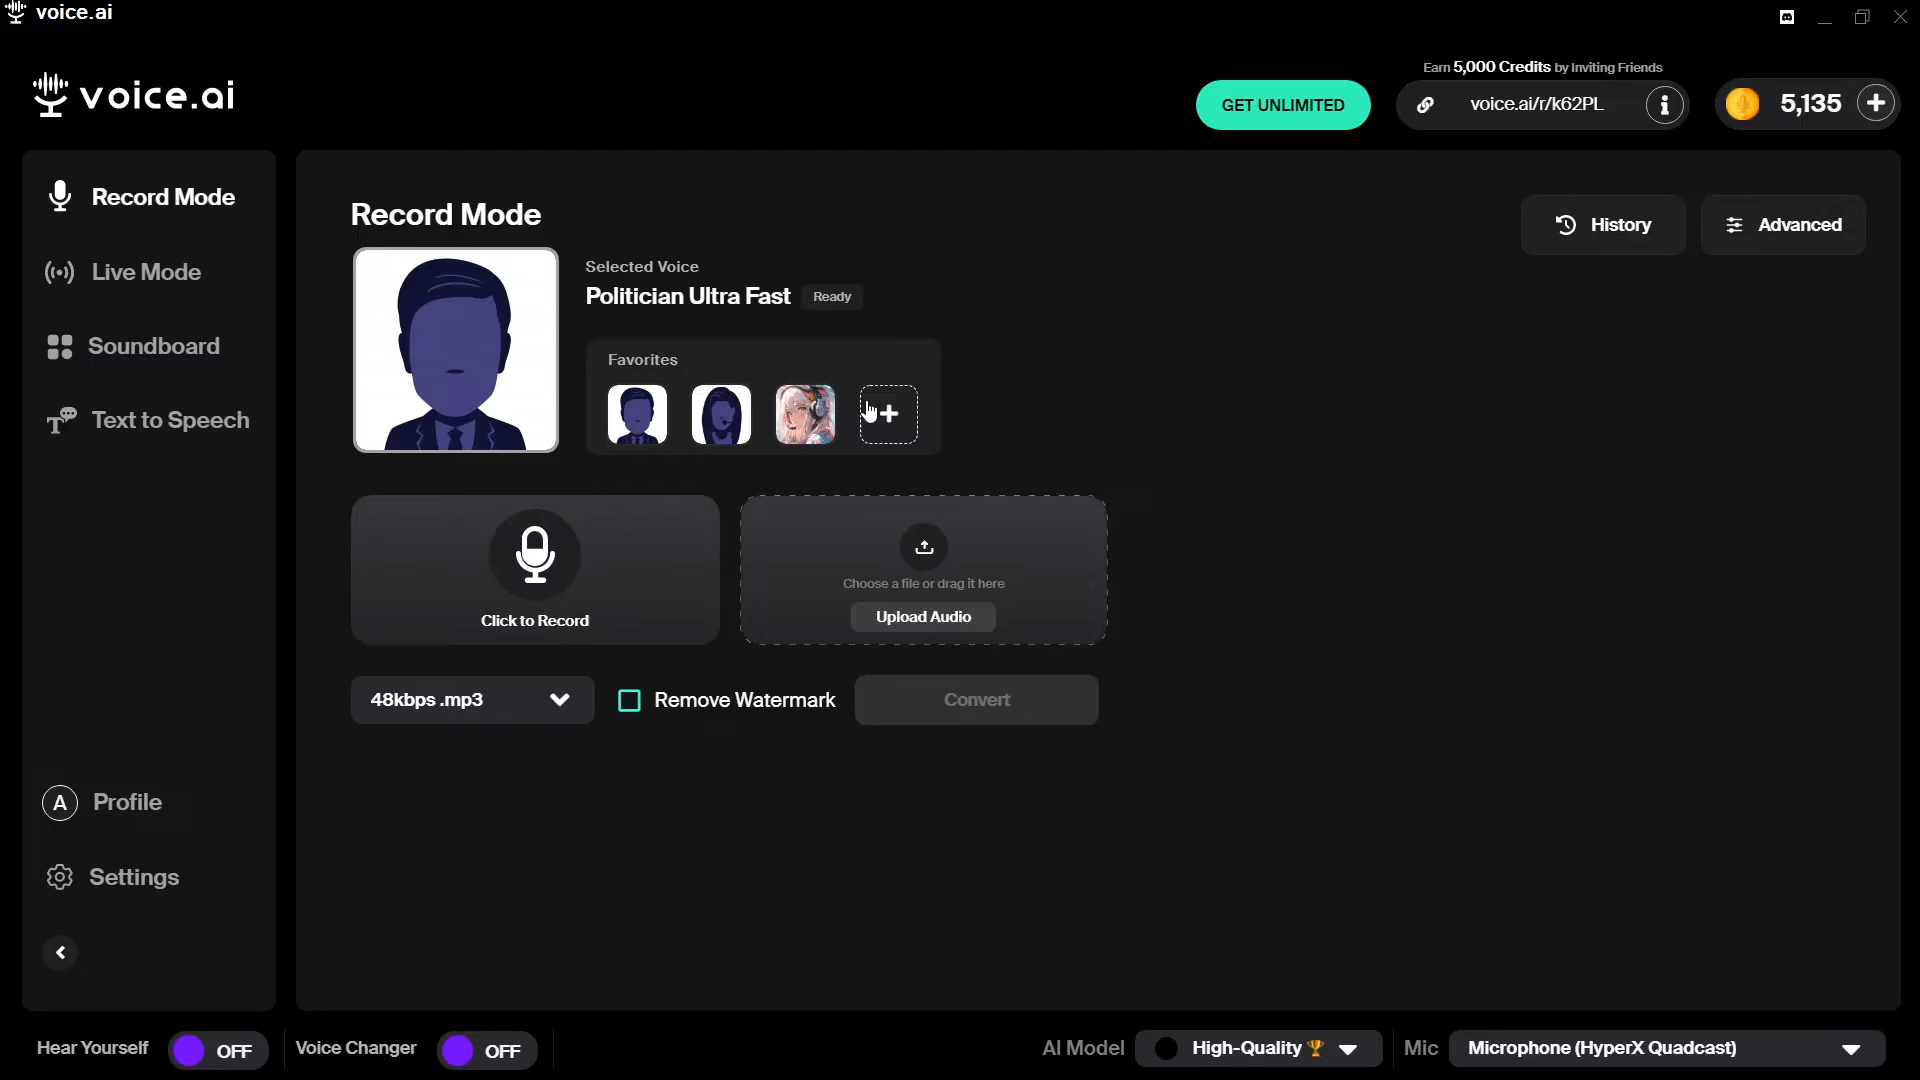 voice.ai
voice.ai
GET UNLIMITED
Earn 5,000 Credits by Inviting Friends
voice.ai/r/k62PL
5,135
Record Mode
Live Mode
Soundboard
Text to Speech
Profile
Settings
Record Mode
History
Advanced
Selected Voice
Politician Ultra Fast Ready
Favorites
Click to Record
Choose a file or drag it here
Upload Audio
48kbps .mp3
Remove Watermark
Convert
Hear Yourself OFF
Voice Changer OFF
AI Model High-Quality
Mic Microphone (HyperX Quadcast)